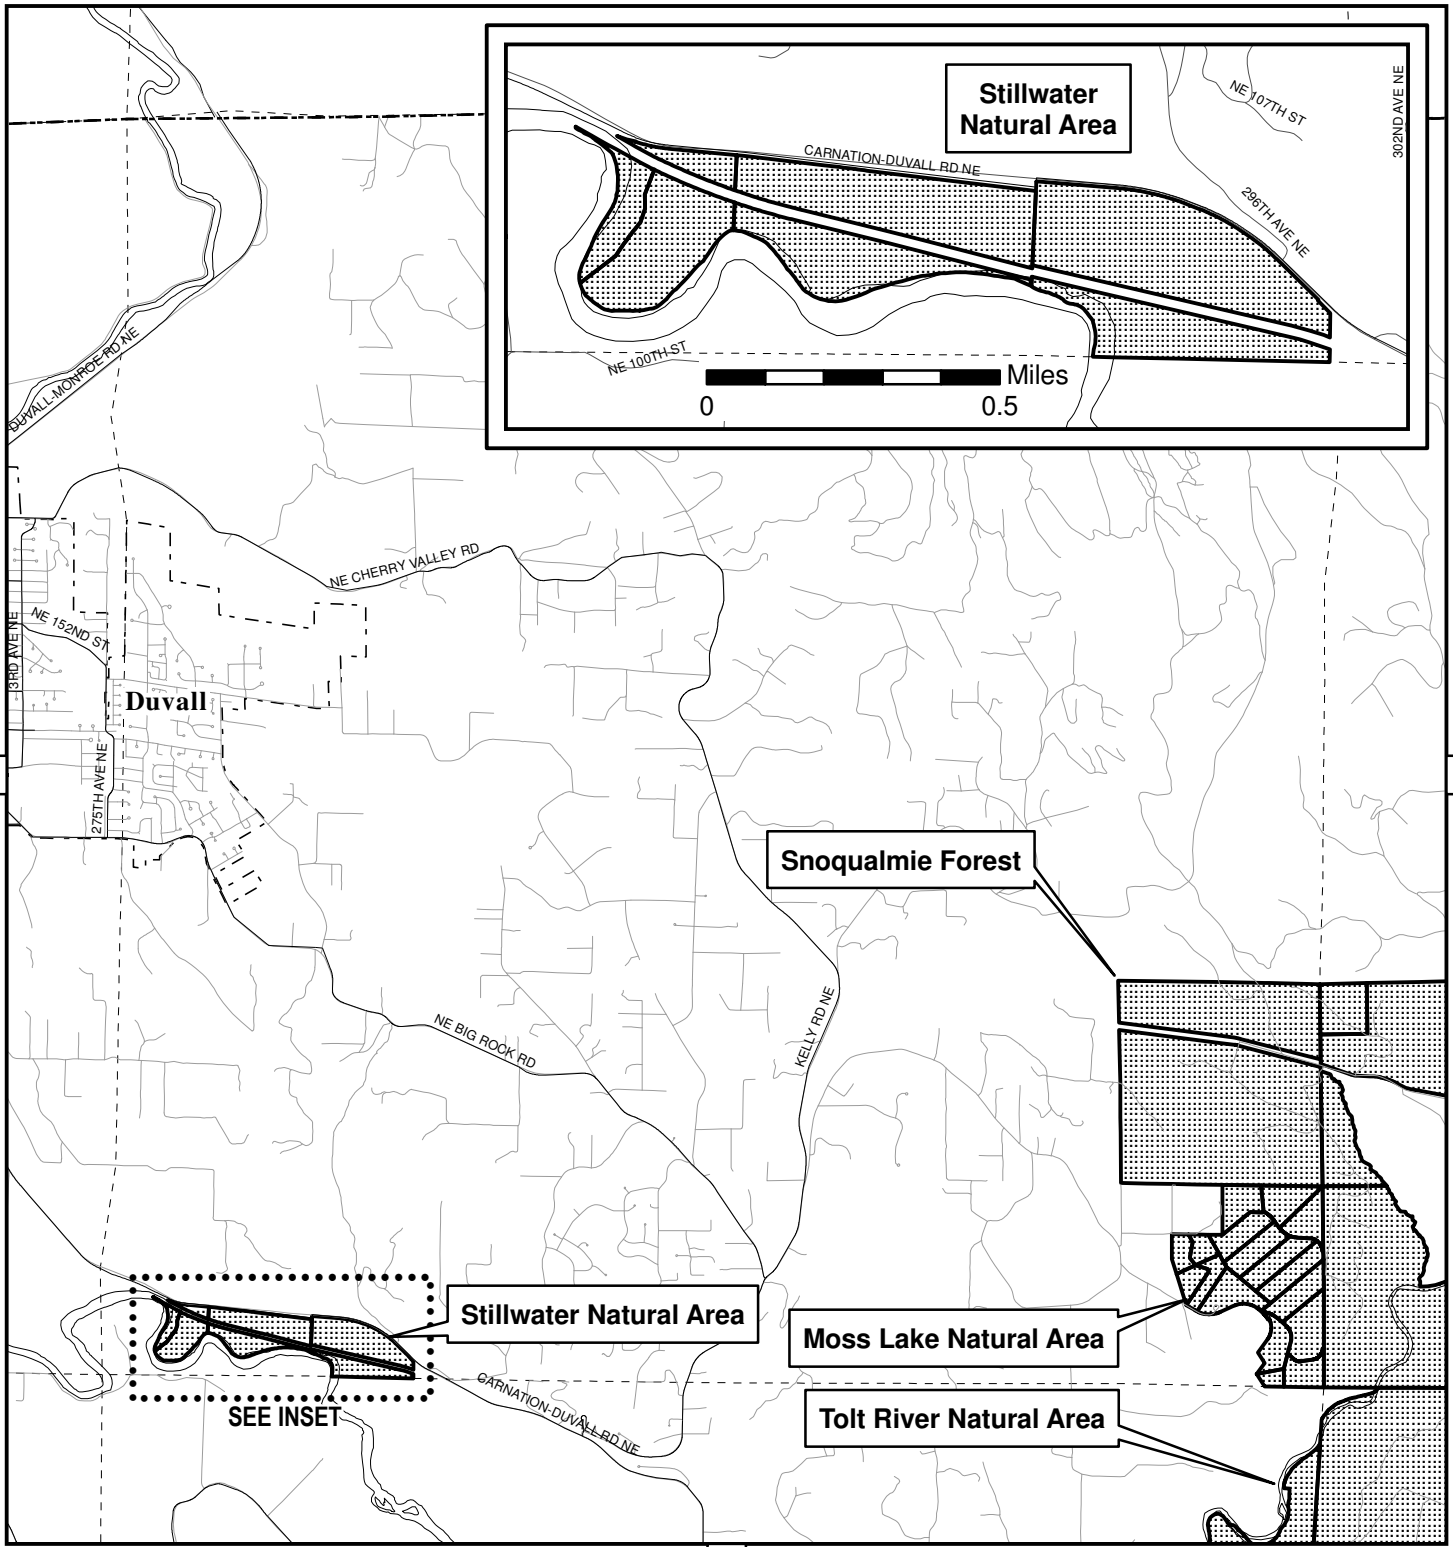 Stillwater
Natural Area
NE 107TH ST
302ND AVE NE
CARNATION-DUVALL RD NE
296TH AVE NE
NE 100TH ST
Miles
0
0.5
DUVALL-MONROE RD NE
NE CHERRY VALLEY RD
3RD AVE NE
NE 152ND ST
Duvall
275TH AVE NE
Snoqualmie Forest
NE BIG ROCK RD
KELLY RD NE
Stillwater Natural Area
Moss Lake Natural Area
CARNATION-DUVALL RD NE
Tolt River Natural Area
SEE INSET